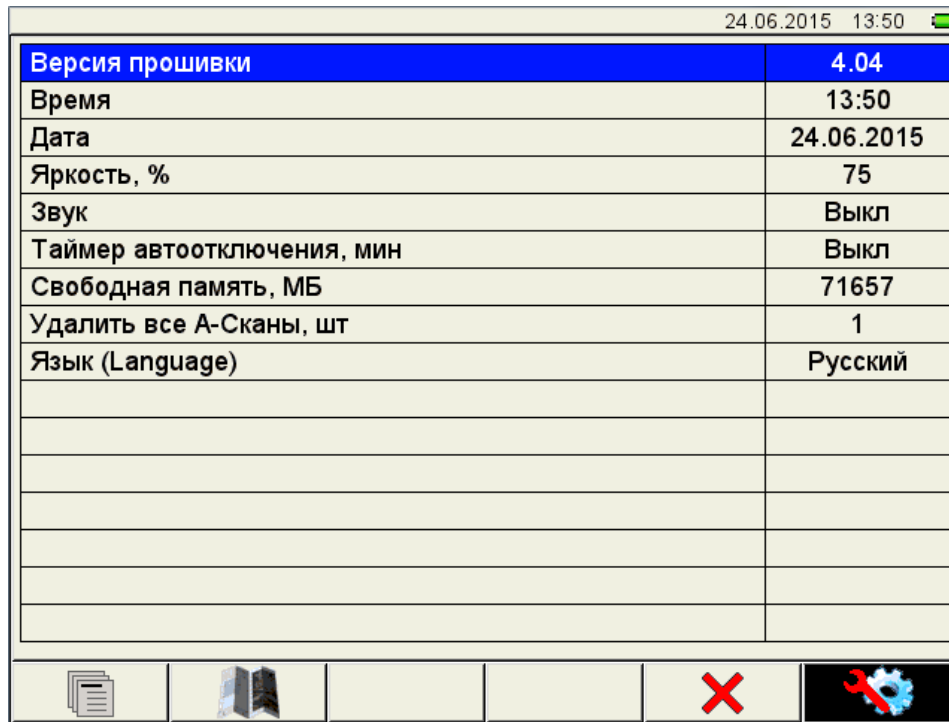 24.06.2015 13:50
Версия прошивки 4.04
Время 13:50
Дата 24.06.2015
Яркость, % 75
Звук Выкл
Таймер автоотключения, мин Выкл
Свободная память, МБ 71657
Удалить все А-Сканы, шт 1
Язык (Language) Русский